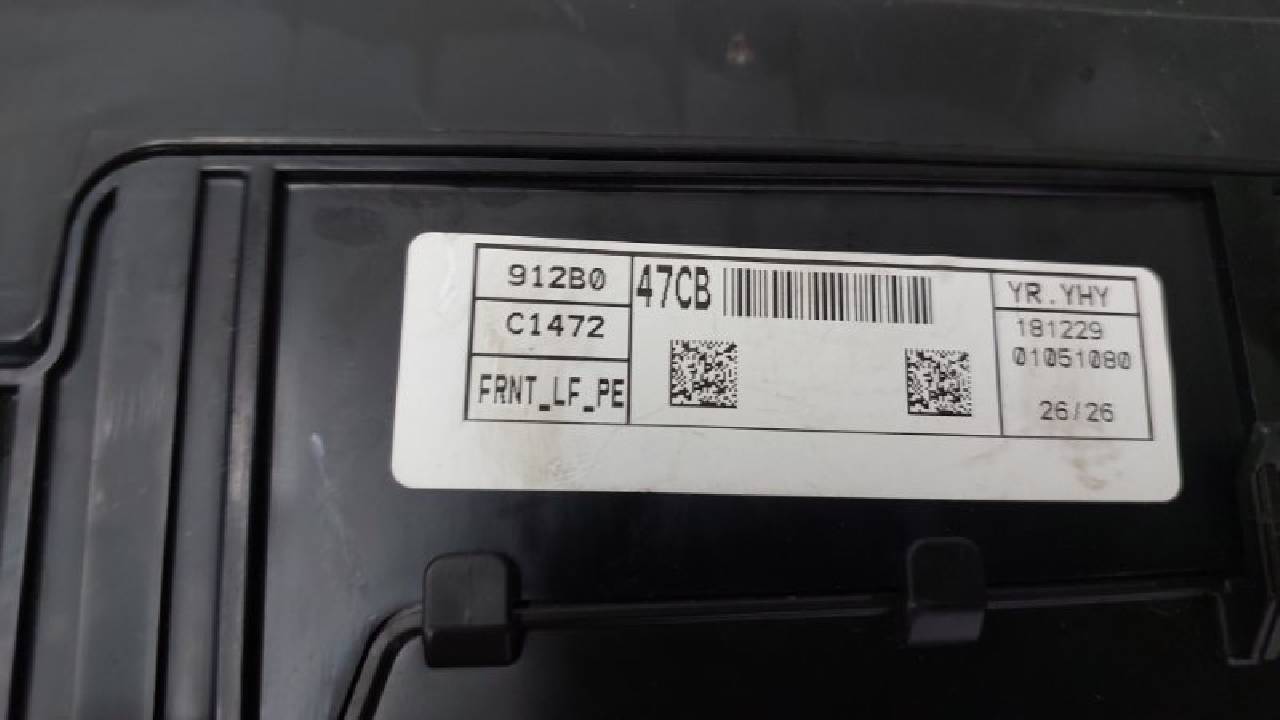 912B0
C1472
FRNT_LF_PE
47CB
YR.YHY
181229
01051080
26/26